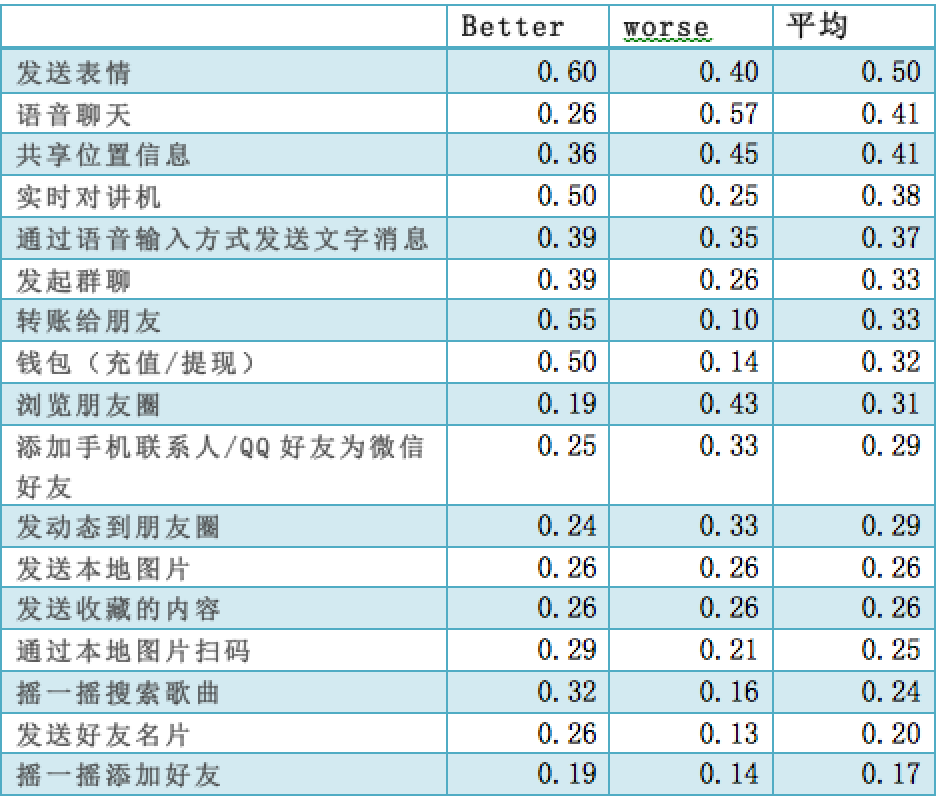 Better worse 平均
发送表情 0.60 0.40 0.50
语音聊天 0.26 0.57 0.41
共享位置信息 0.36 0.45 0.41
实时对讲机 0.50 0.25 0.38
通过语音输入方式发送文字消息 0.39 0.35 0.37
发起群聊 0.39 0.26 0.33
转账给朋友 0.55 0.10 0.33
钱包（充值/提现） 0.50 0.14 0.32
浏览朋友圈 0.19 0.43 0.31
添加手机联系人/QQ 好友为微信 0.25 0.33 0.29
好友
发动态到朋友圈 0.24 0.33 0.29
发送本地图片 0.26 0.26 0.26
发送收藏的内容 0.26 0.26 0.26
通过本地图片扫码 0.29 0.21 0.25
摇一摇搜索歌曲 0.32 0.16 0.24
发送好友名片 0.26 0.13 0.20
摇一摇添加好友 0.19 0.14 0.17